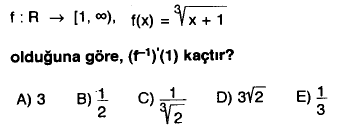 f : R → [1, ∞), f(x) = ∛x + 1
olduğuna göre, (f⁻¹)'(1) kaçtır?
A) 3 B) 1/2 C) 1/∛2 D) 3√2 E) 1/3